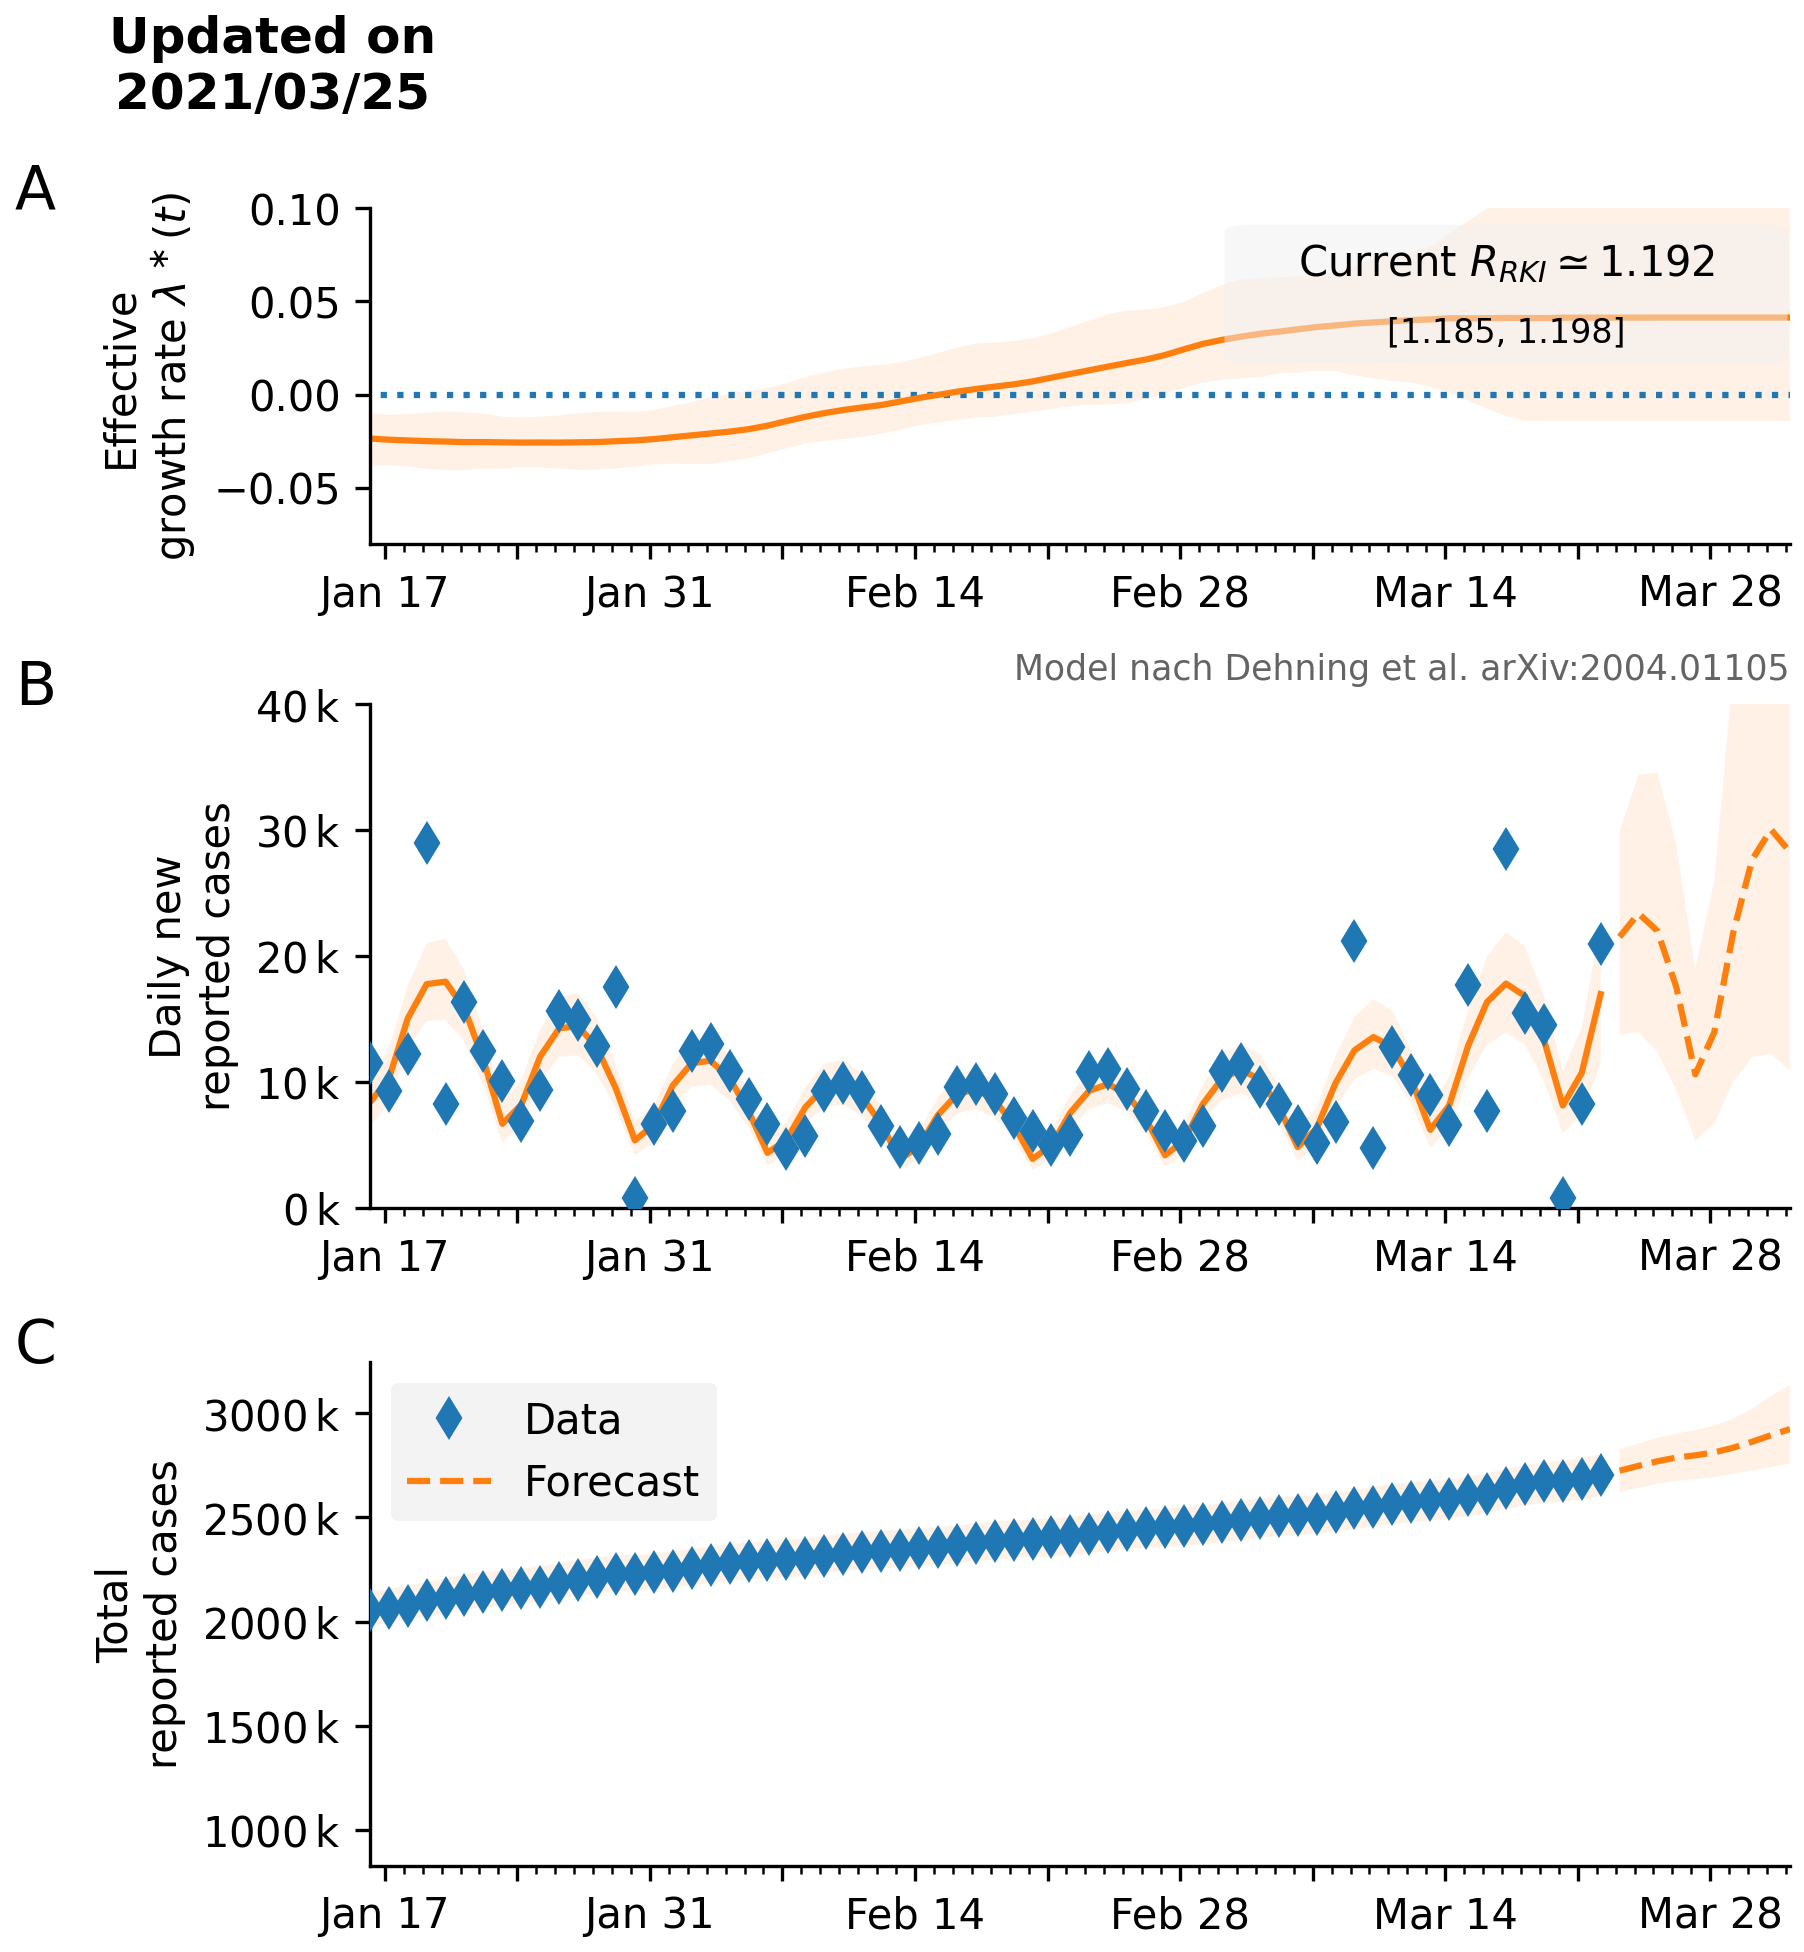 Updated on
2021/03/25
A
Effective
growth rate λ * (t)
0.10
0.05
0.00
−0.05
Current R_RKI ≃ 1.192
[1.185, 1.198]
Jan 17
Jan 31
Feb 14
Feb 28
Mar 14
Mar 28
B
Model nach Dehning et al. arXiv:2004.01105
Daily new
reported cases
40 k
30 k
20 k
10 k
0 k
Jan 17
Jan 31
Feb 14
Feb 28
Mar 14
Mar 28
C
Total
reported cases
3000 k
2500 k
2000 k
1500 k
1000 k
Data
Forecast
Jan 17
Jan 31
Feb 14
Feb 28
Mar 14
Mar 28